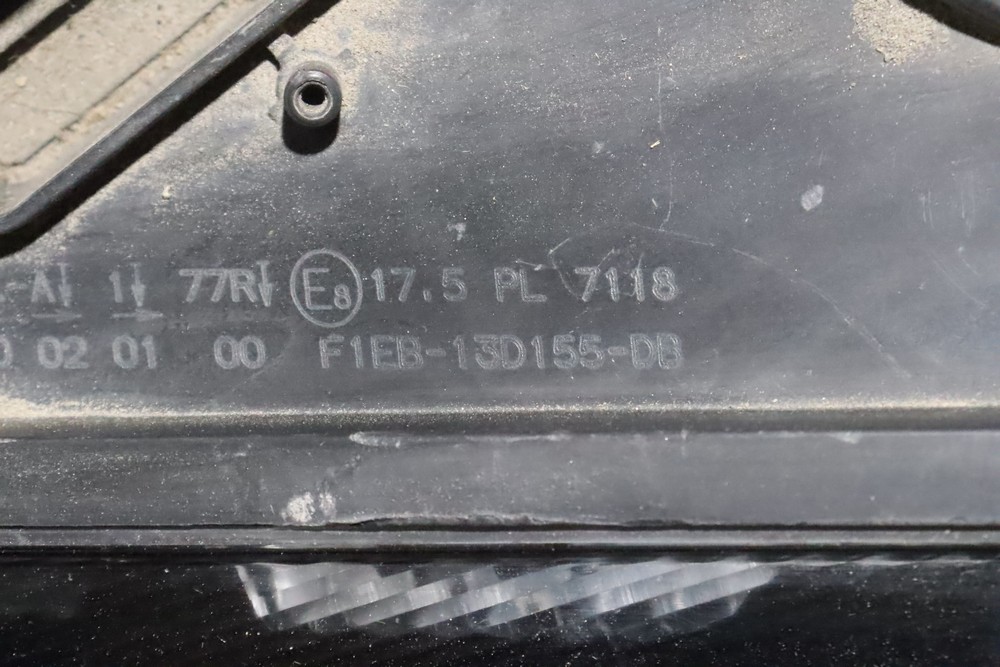 -A↓ 1↓ 77R↓ E8 17.5 PL 7118
02 01 00 F1EB-13D155-DB